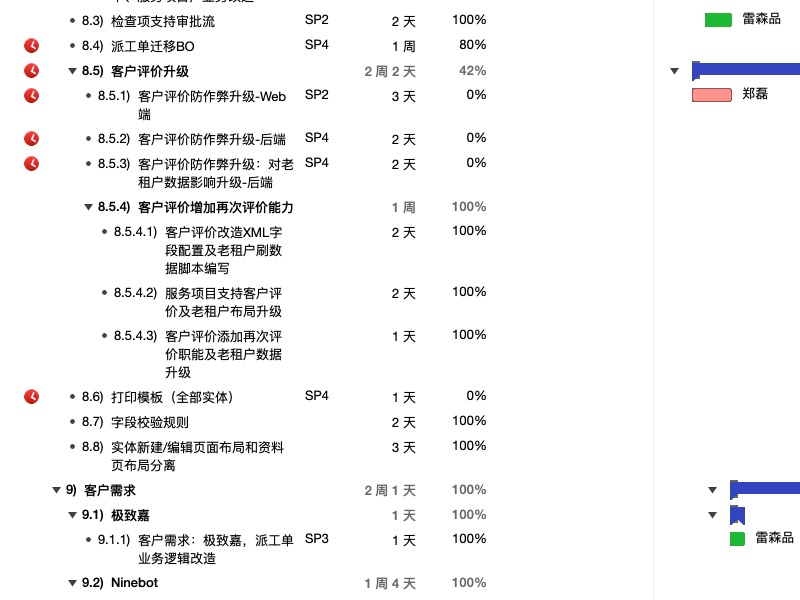 8.3) 检查项支持审批流 SP2 2 天 100% 雷森品
8.4) 派工单迁移BO SP4 1 周 80%
8.5) 客户评价升级 2 周 2 天 42%
8.5.1) 客户评价防作弊升级-Web SP2 3 天 0% 郑磊
端
8.5.2) 客户评价防作弊升级-后端 SP4 2 天 0%
8.5.3) 客户评价防作弊升级：对老 SP4 2 天 0%
租户数据影响升级-后端
8.5.4) 客户评价增加再次评价能力 1 周 100%
8.5.4.1) 客户评价改造XML字 2 天 100%
段配置及老租户刷数
据脚本编写
8.5.4.2) 服务项目支持客户评 2 天 100%
价及老租户布局升级
8.5.4.3) 客户评价添加再次评 1 天 100%
价职能及老租户数据
升级
8.6) 打印模板（全部实体） SP4 1 天 0%
8.7) 字段校验规则 2 天 100%
8.8) 实体新建/编辑页面布局和资料 3 天 100%
页布局分离
9) 客户需求 2 周 1 天 100%
9.1) 极致嘉 1 天 100%
9.1.1) 客户需求：极致嘉，派工单 SP3 1 天 100% 雷森品
业务逻辑改造
9.2) Ninebot 1 周 4 天 100%